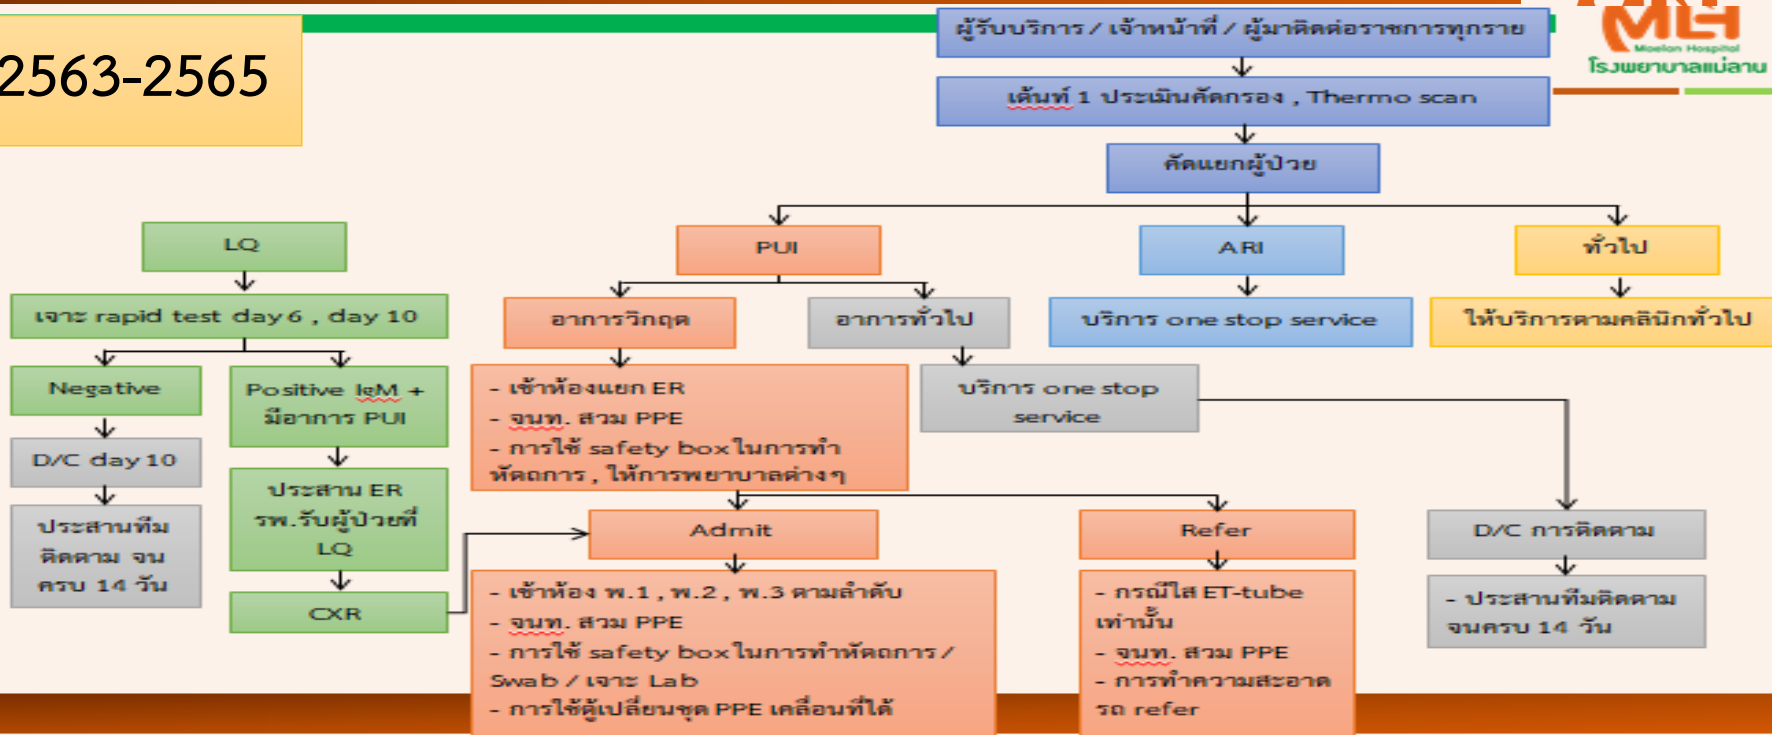 2563-2565
Maelan Hospital
โรงพยาบาลแม่ลาน
ผู้รับบริการ / เจ้าหน้าที่ / ผู้มาติดต่อราชการทุกราย
เต้นท์ 1 ประเมินคัดกรอง , Thermo scan
คัดแยกผู้ป่วย
LQ
เจาะ rapid test day 6 , day 10
Negative
D/C day 10
ประสานทีม
ติดตาม จน
ครบ 14 วัน
Positive IgM +
มีอาการ PUI
ประสาน ER
รพ.รับผู้ป่วยที่
LQ
CXR
PUI
อาการวิกฤต
- เข้าห้องแยก ER
- จนท. สวม PPE
- การใช้ safety box ในการทำ
หัตถการ , ให้การพยาบาลต่างๆ
อาการทั่วไป
บริการ one stop
service
Admit
- เข้าห้อง พ.1 , พ.2 , พ.3 ตามลำดับ
- จนท. สวม PPE
- การใช้ safety box ในการทำหัตถการ /
Swab / เจาะ Lab
- การใช้ตู้เปลี่ยนชุด PPE เคลื่อนที่ได้
Refer
- กรณีใส่ ET-tube
เท่านั้น
- จนท. สวม PPE
- การทำความสะอาด
รถ refer
D/C การติดตาม
- ประสานทีมติดตาม
จนครบ 14 วัน
ARI
บริการ one stop service
ทั่วไป
ให้บริการตามคลินิกทั่วไป